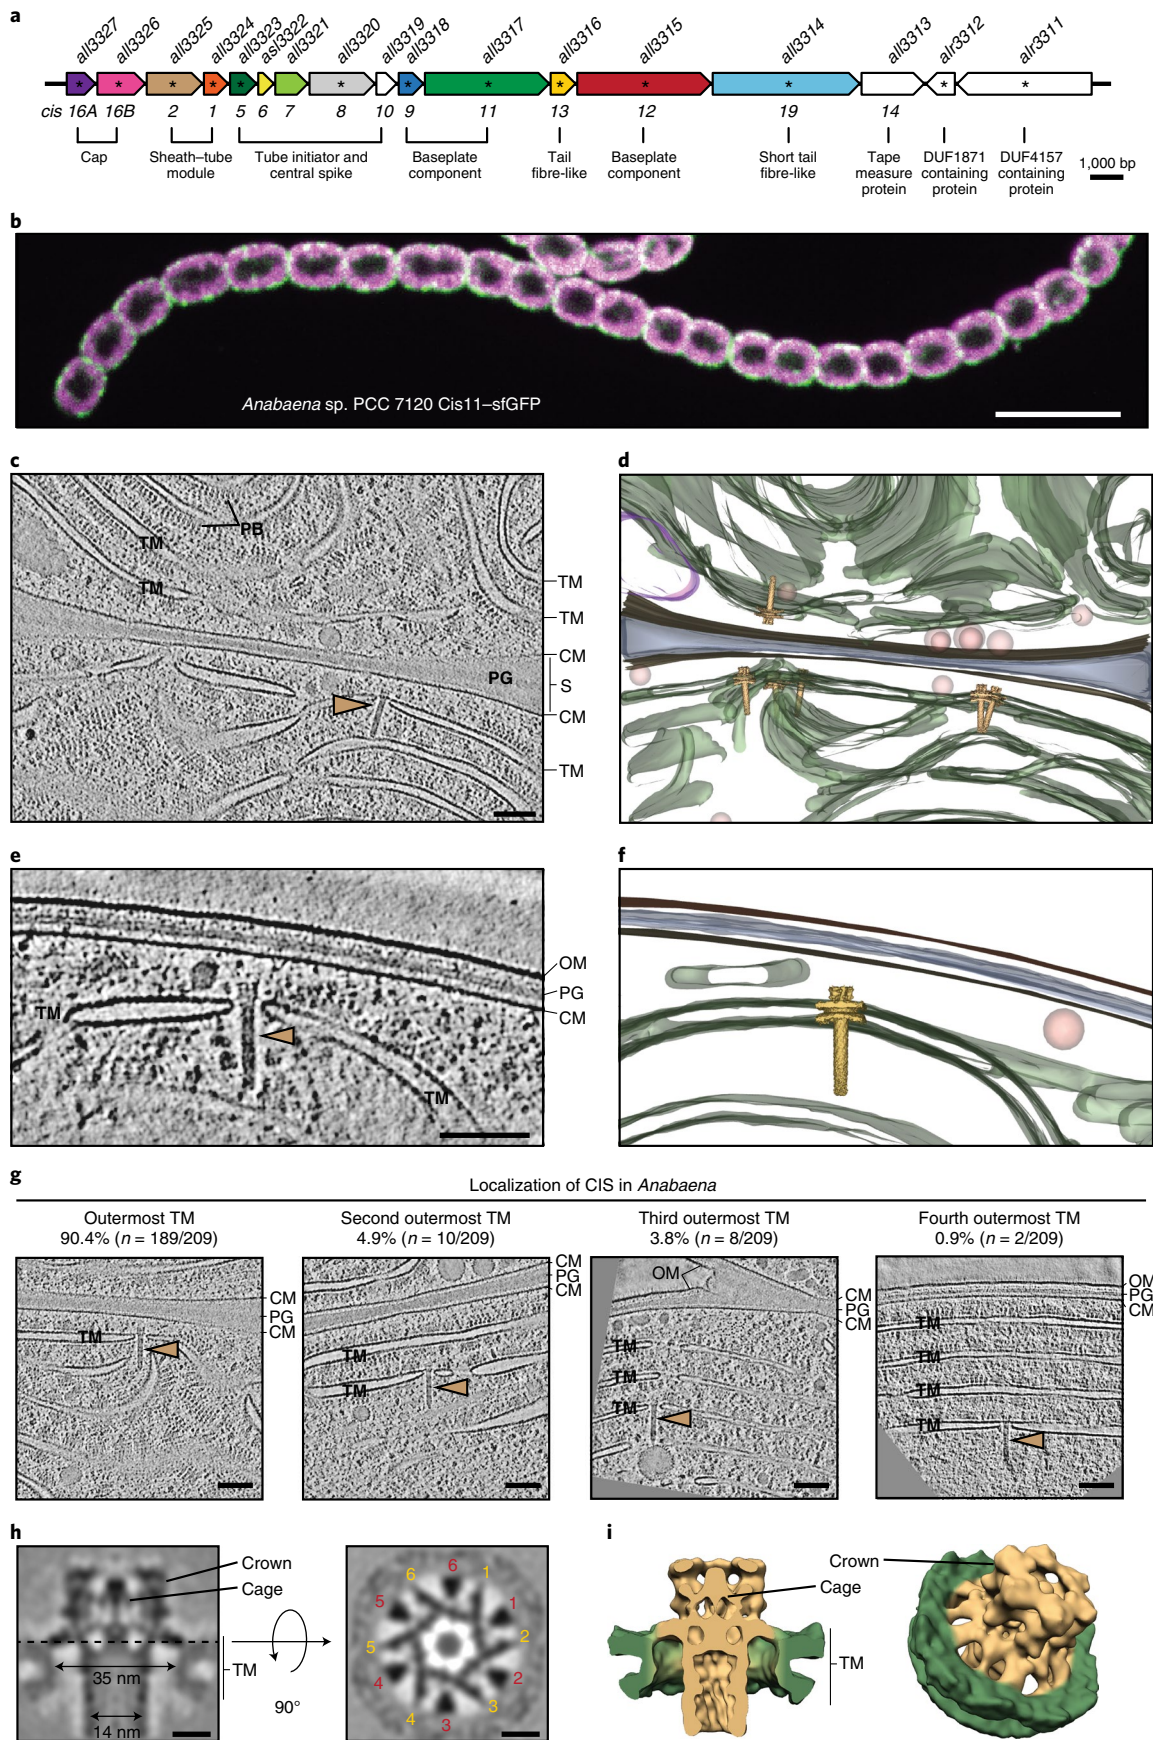 a
all3327 all3326 all3325 all3324 all3323 asl3322 all3321 all3320 all3319 all3318 all3317 all3316 all3315 all3314 all3313 alr3312 alr3311
* * * * * * * * * * * * *
cis 16A 16B 2 1 5 6 7 8 10 9 11 13 12 19 14
Cap
Sheath–tube
module
Tube initiator and
central spike
Baseplate
component
Tail
fibre-like
Baseplate
component
Short tail
fibre-like
Tape
measure
protein
DUF1871
containing
protein
DUF4157
containing
protein
1,000 bp
b
Anabaena sp. PCC 7120 Cis11–sfGFP
c
PB
TM
TM
TM
TM
CM
PG
S
CM
TM
d
e
OM
PG
CM
TM
TM
f
g
Localization of CIS in Anabaena
Outermost TM
90.4% (n = 189/209)
CM
PG
CM
TM
Second outermost TM
4.9% (n = 10/209)
CM
PG
CM
TM
TM
Third outermost TM
3.8% (n = 8/209)
OM
CM
PG
CM
TM
TM
TM
Fourth outermost TM
0.9% (n = 2/209)
OM
PG
CM
TM
TM
TM
TM
h
Crown
Cage
TM
35 nm
14 nm
90°
6 6 1
5 1
5 2
4 2
4 3 3
i
Crown
Cage
TM